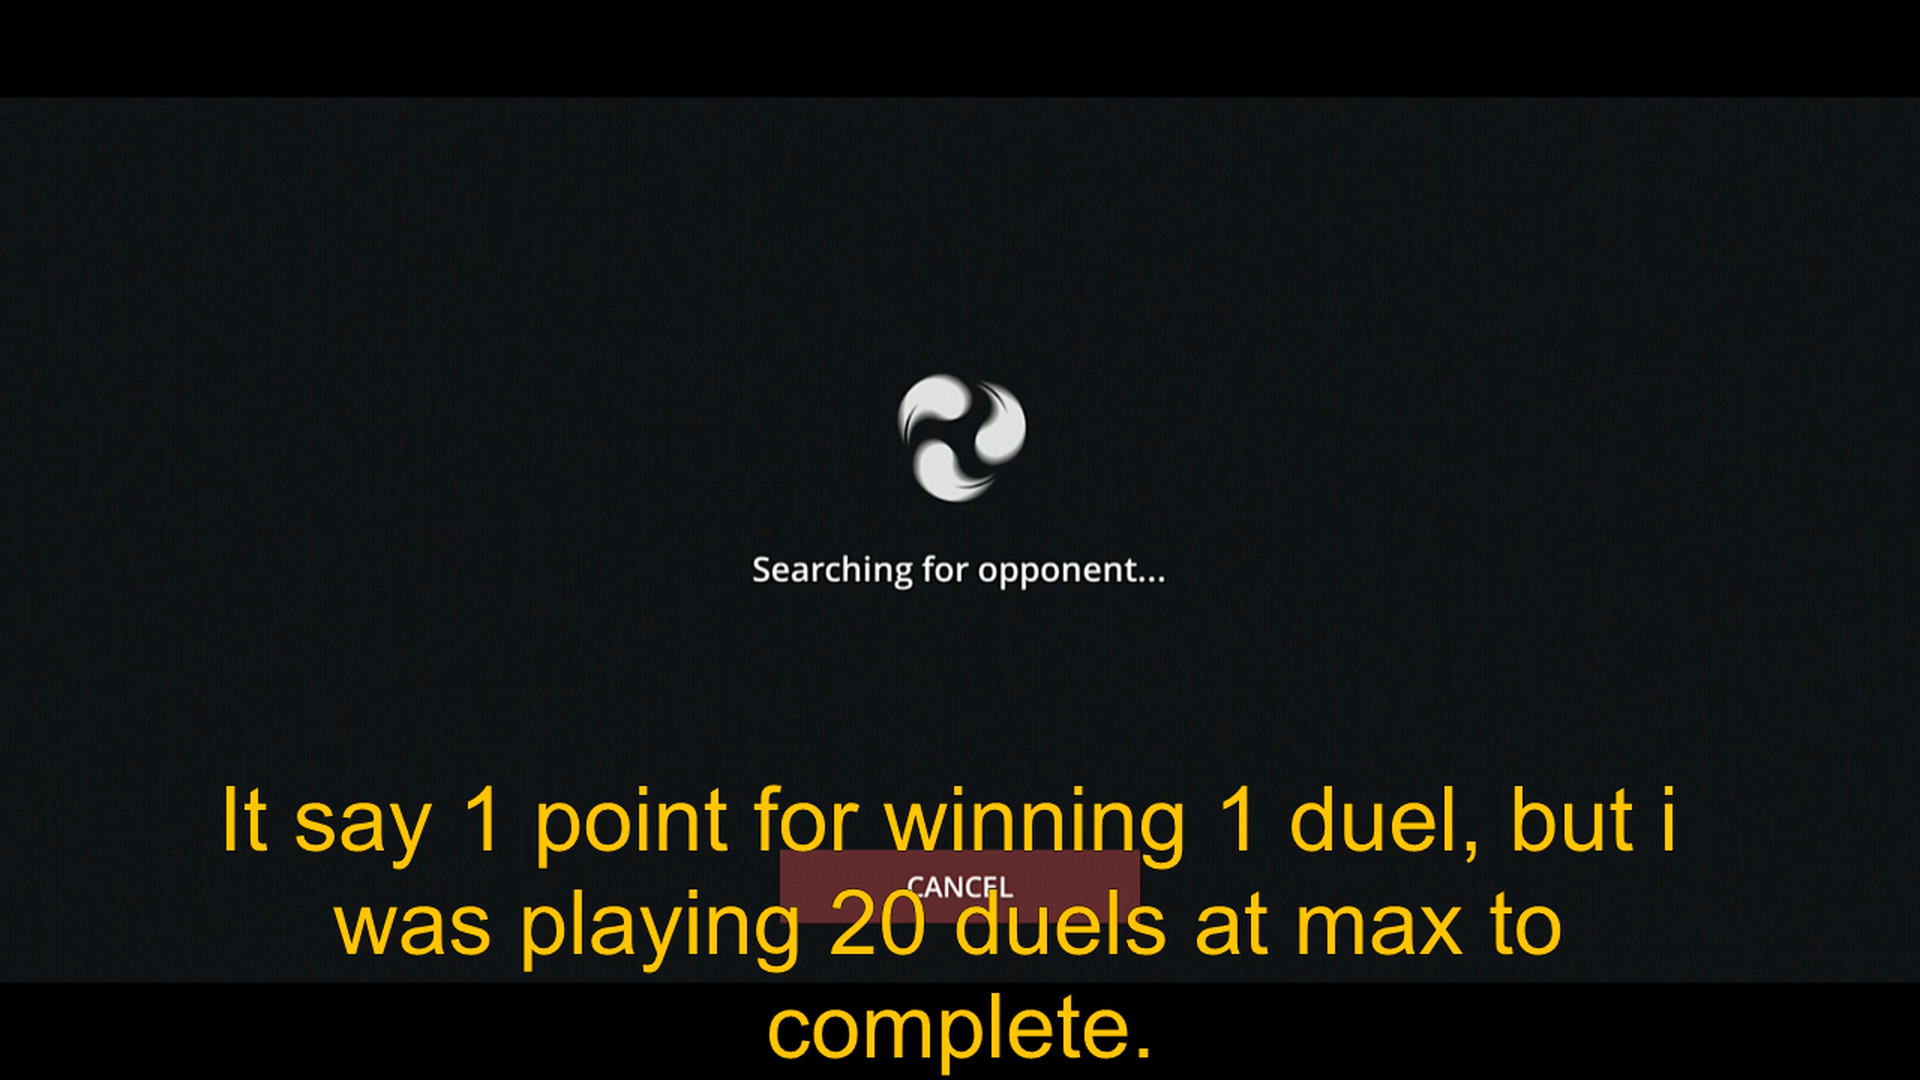 Searching for opponent...
It say 1 point for winning 1 duel, but i
CANCEL
was playing 20 duels at max to
complete.